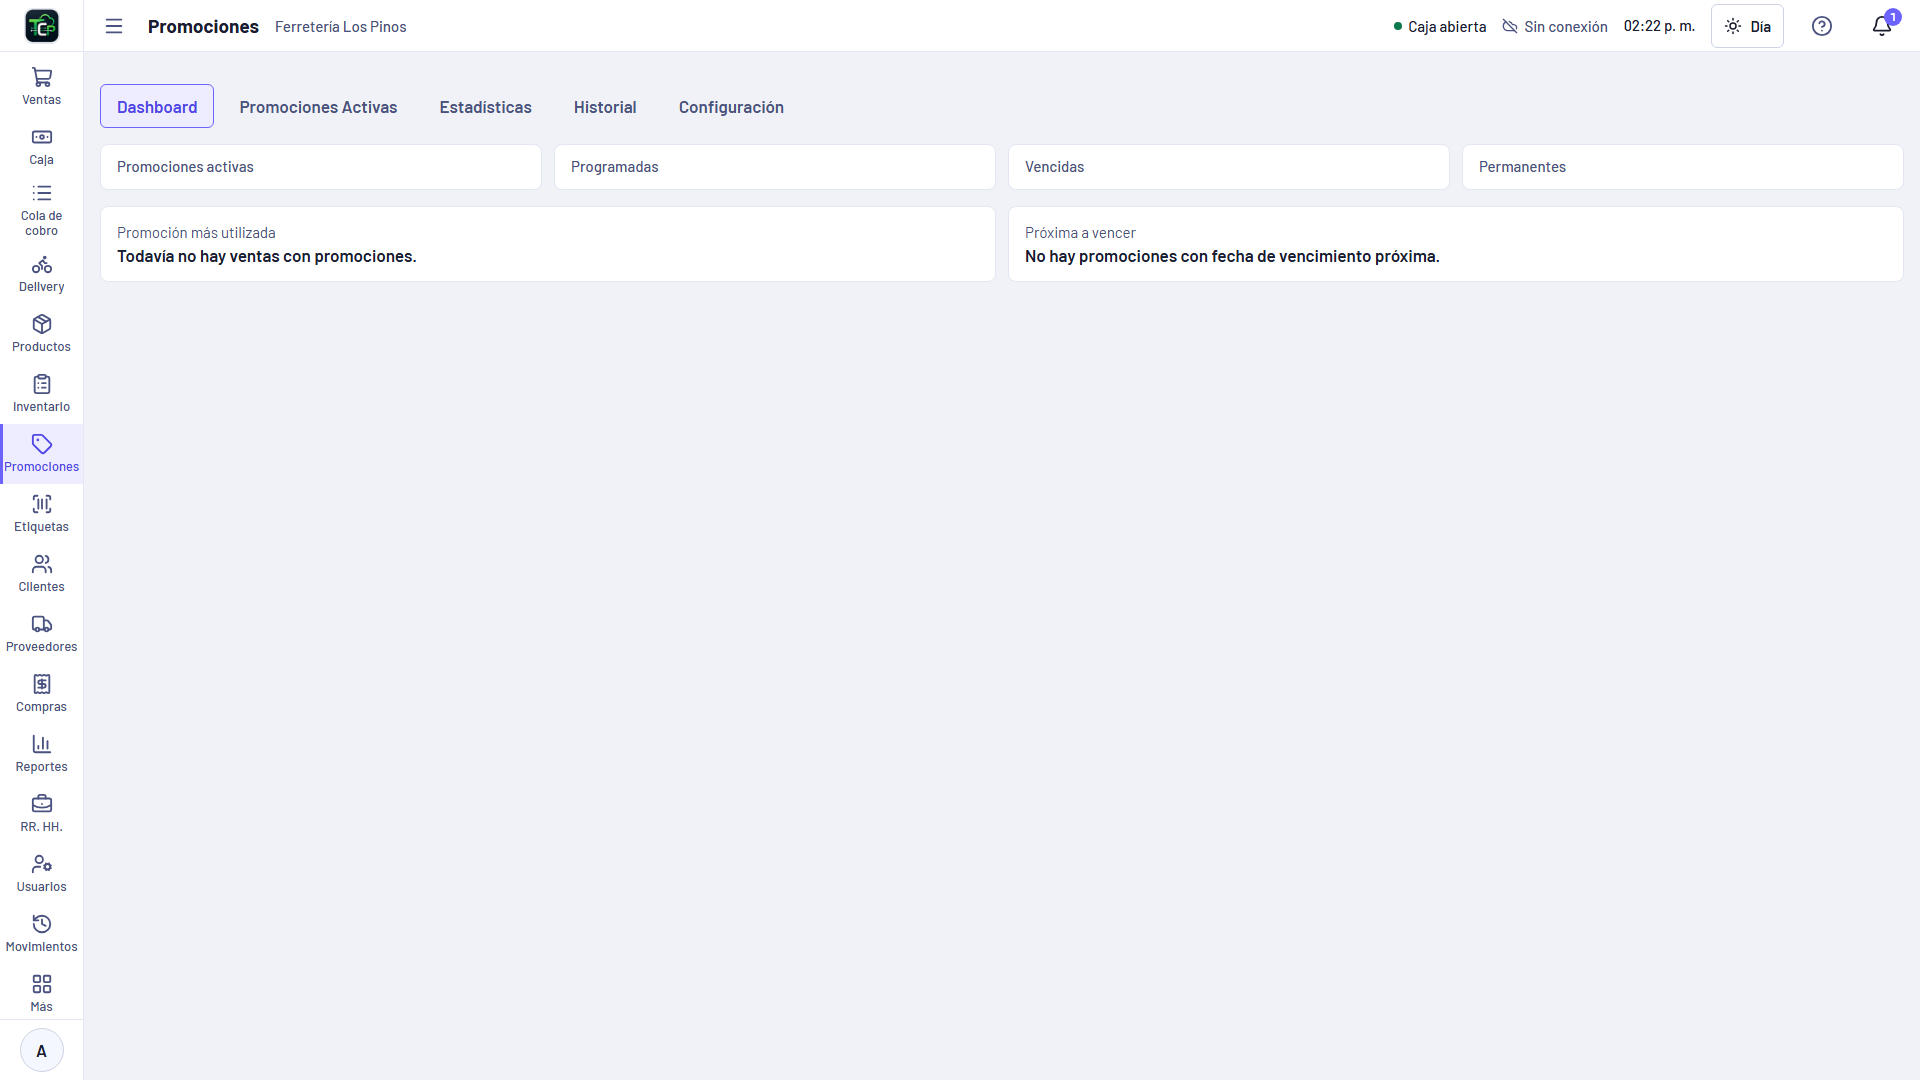 TCP
Promociones
Ferretería Los Pinos
Caja abierta
Sin conexión
02:22 p. m.
Día
1
Ventas
Caja
Cola de
cobro
Delivery
Productos
Inventario
Promociones
Etiquetas
Clientes
Proveedores
Compras
Reportes
RR. HH.
Usuarios
Movimientos
Más
A
Dashboard
Promociones Activas
Estadísticas
Historial
Configuración
Promociones activas
Programadas
Vencidas
Permanentes
Promoción más utilizada
Todavía no hay ventas con promociones.
Próxima a vencer
No hay promociones con fecha de vencimiento próxima.